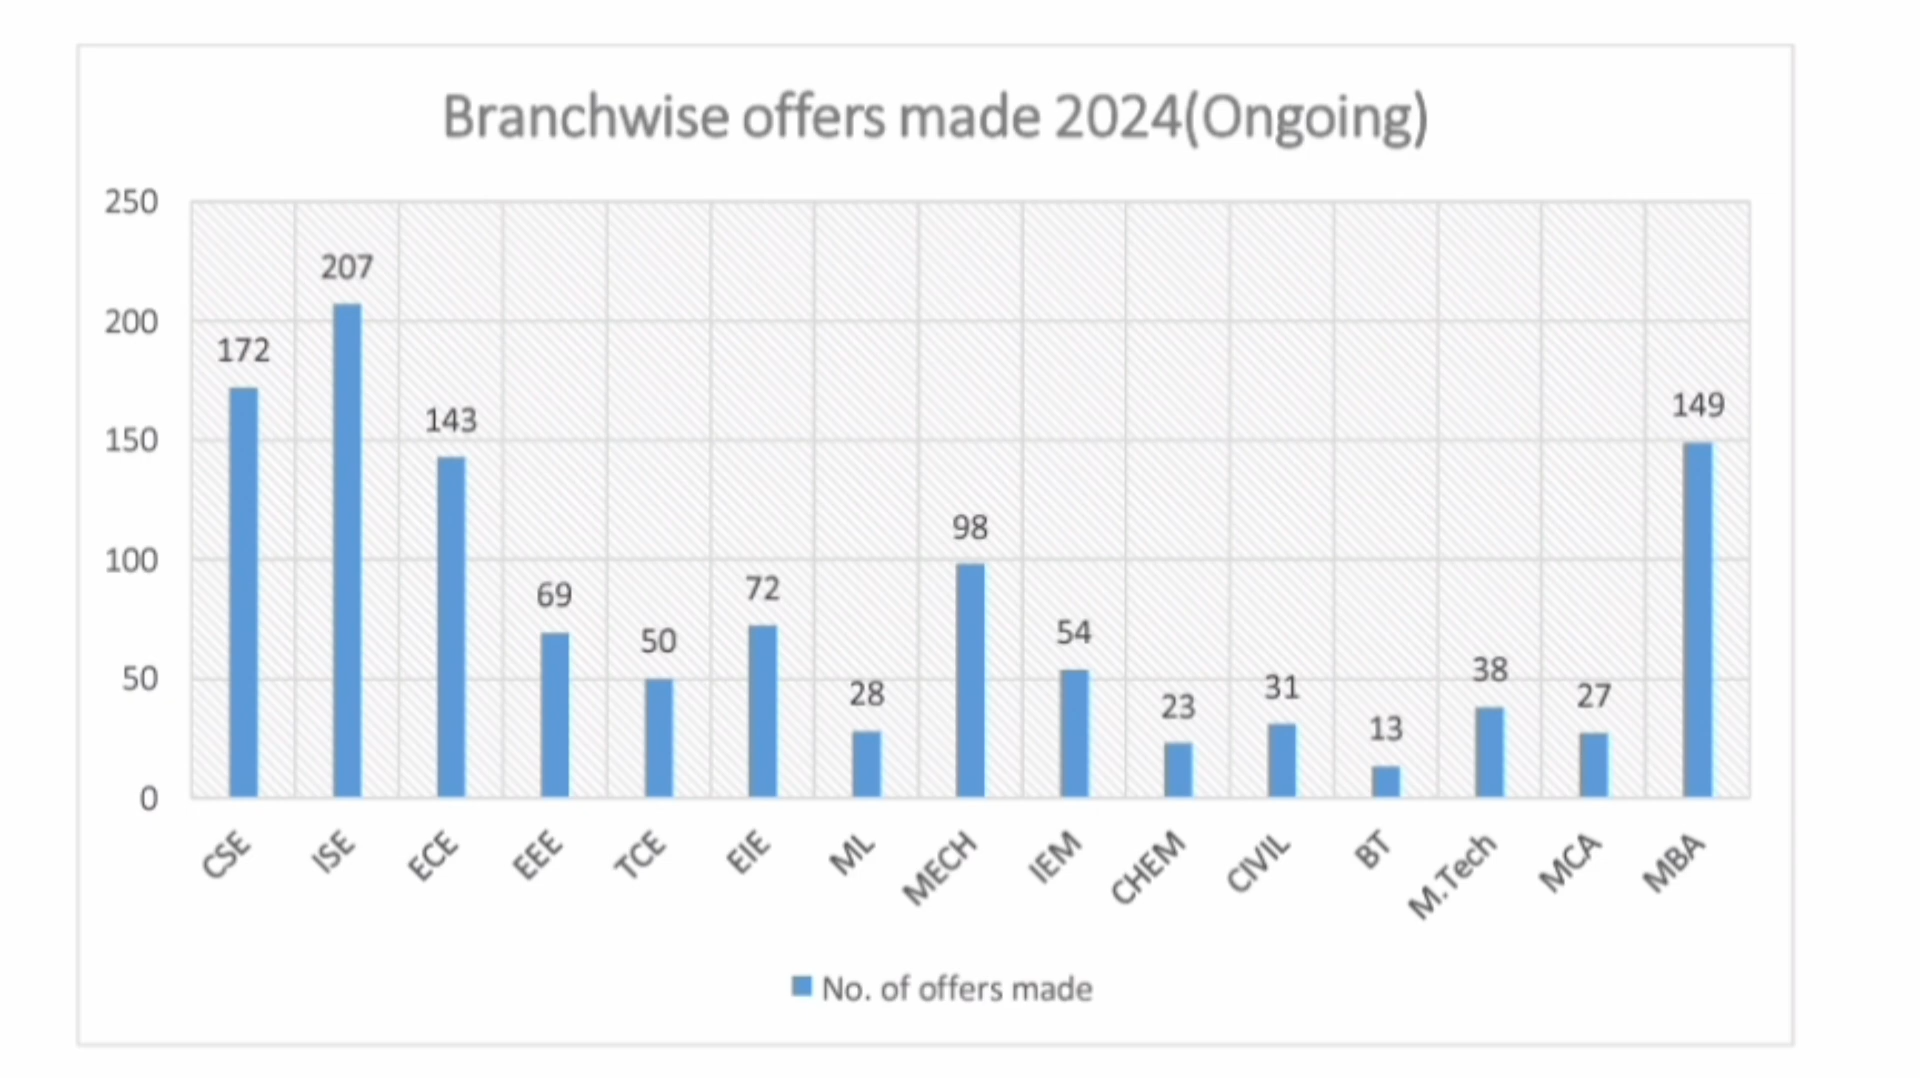 Branchwise offers made 2024(Ongoing)
250
200
150
100
50
0
172
207
143
69
50
72
28
98
54
23
31
13
38
27
149
CSE
ISE
ECE
EEE
TCE
EIE
ML
MECH
IEM
CHEM
CIVIL
BT
M.Tech
MCA
MBA
No. of offers made